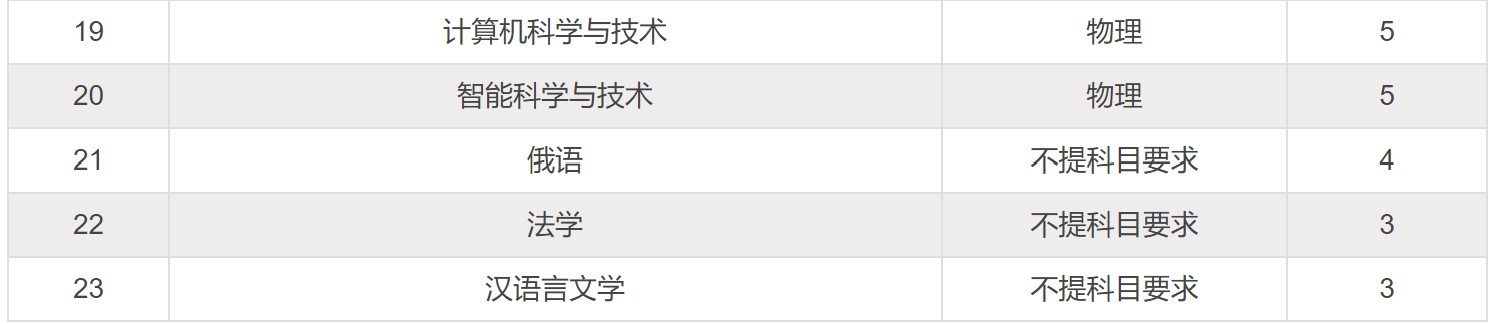 19 计算机科学与技术 物理 5
20 智能科学与技术 物理 5
21 俄语 不提科目要求 4
22 法学 不提科目要求 3
23 汉语言文学 不提科目要求 3